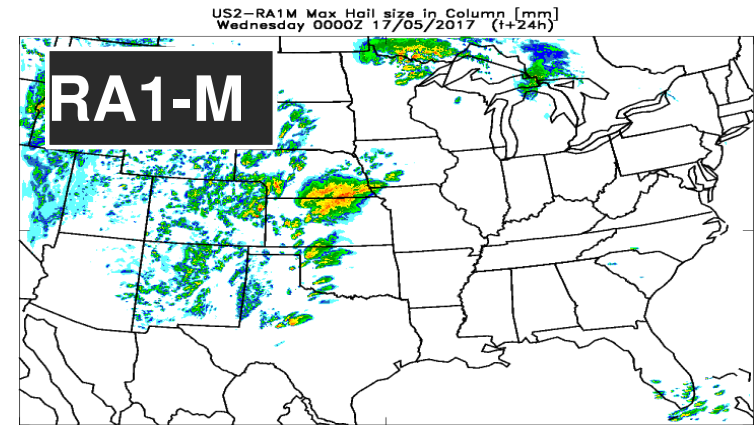 US2-RA1M Max Hail size in Column [mm]
Wednesday 0000Z 17/05/2017 (t+24h)
RA1-M